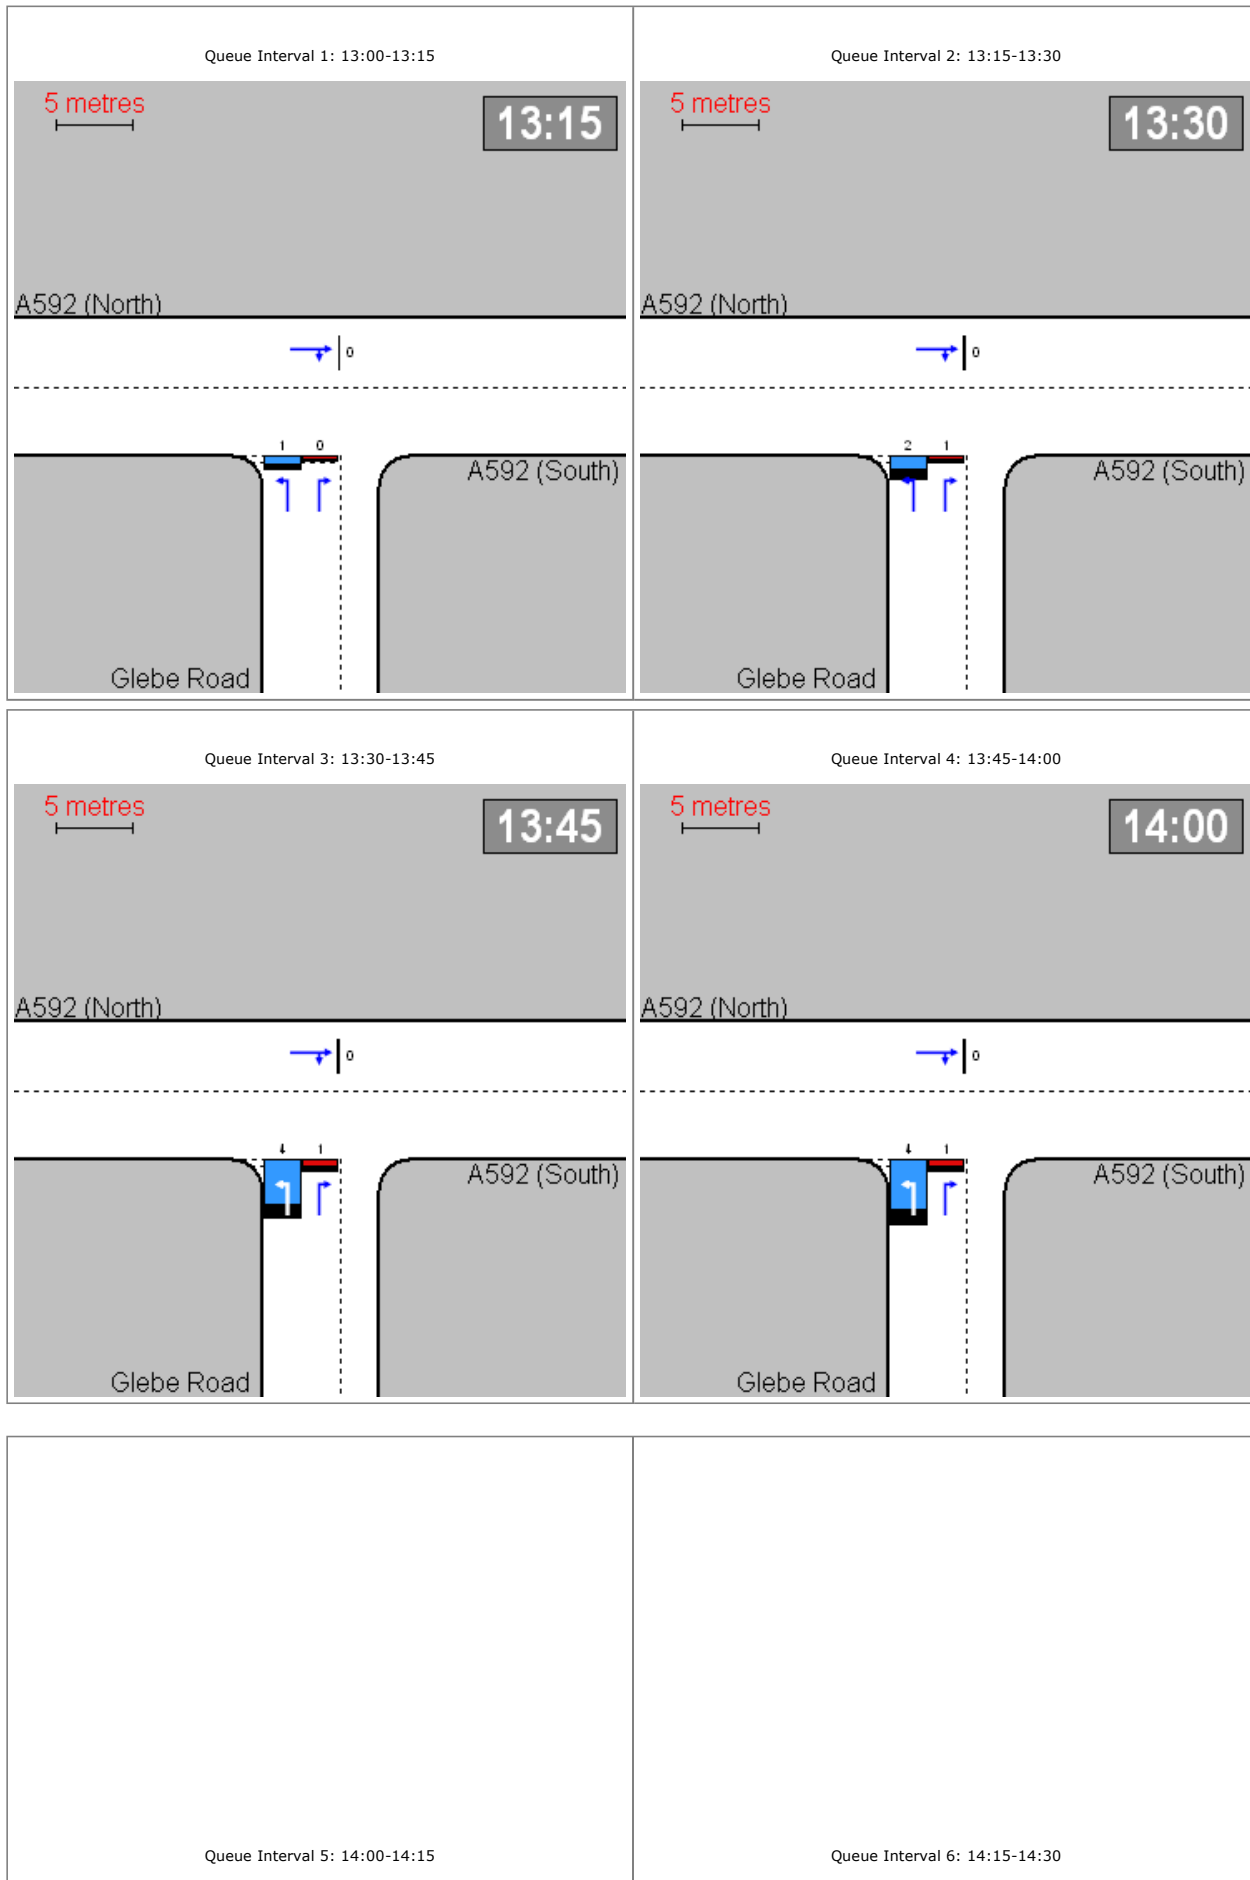 Queue Interval 1: 13:00-13:15
5 metres
13:15
A592 (North)
0
1 0
A592 (South)
Glebe Road
Queue Interval 2: 13:15-13:30
5 metres
13:30
A592 (North)
0
2 1
A592 (South)
Glebe Road
Queue Interval 3: 13:30-13:45
5 metres
13:45
A592 (North)
0
4 1
A592 (South)
Glebe Road
Queue Interval 4: 13:45-14:00
5 metres
14:00
A592 (North)
0
4 1
A592 (South)
Glebe Road
Queue Interval 5: 14:00-14:15
Queue Interval 6: 14:15-14:30